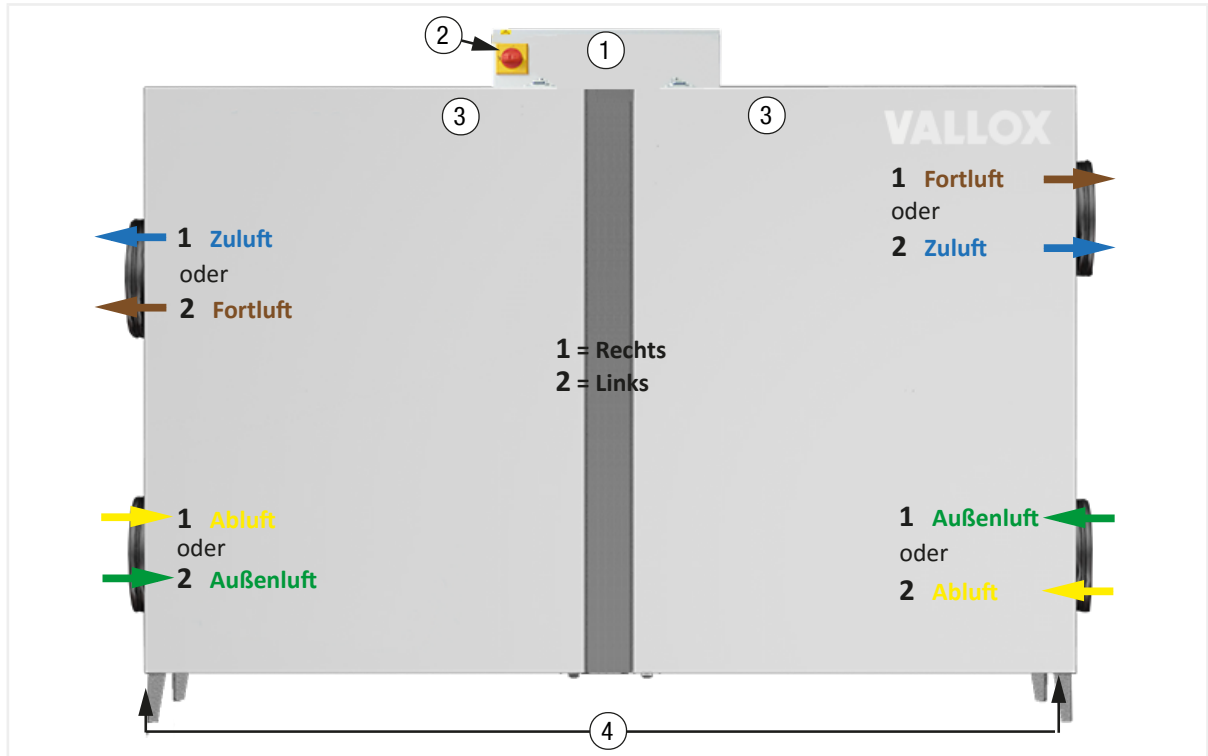 2
1
3
3
VALLOX
1 Fortluft
oder
2 Zuluft
1 Zuluft
oder
2 Fortluft
1 = Rechts
2 = Links
1 Abluft
oder
2 Außenluft
1 Außenluft
oder
2 Abluft
4